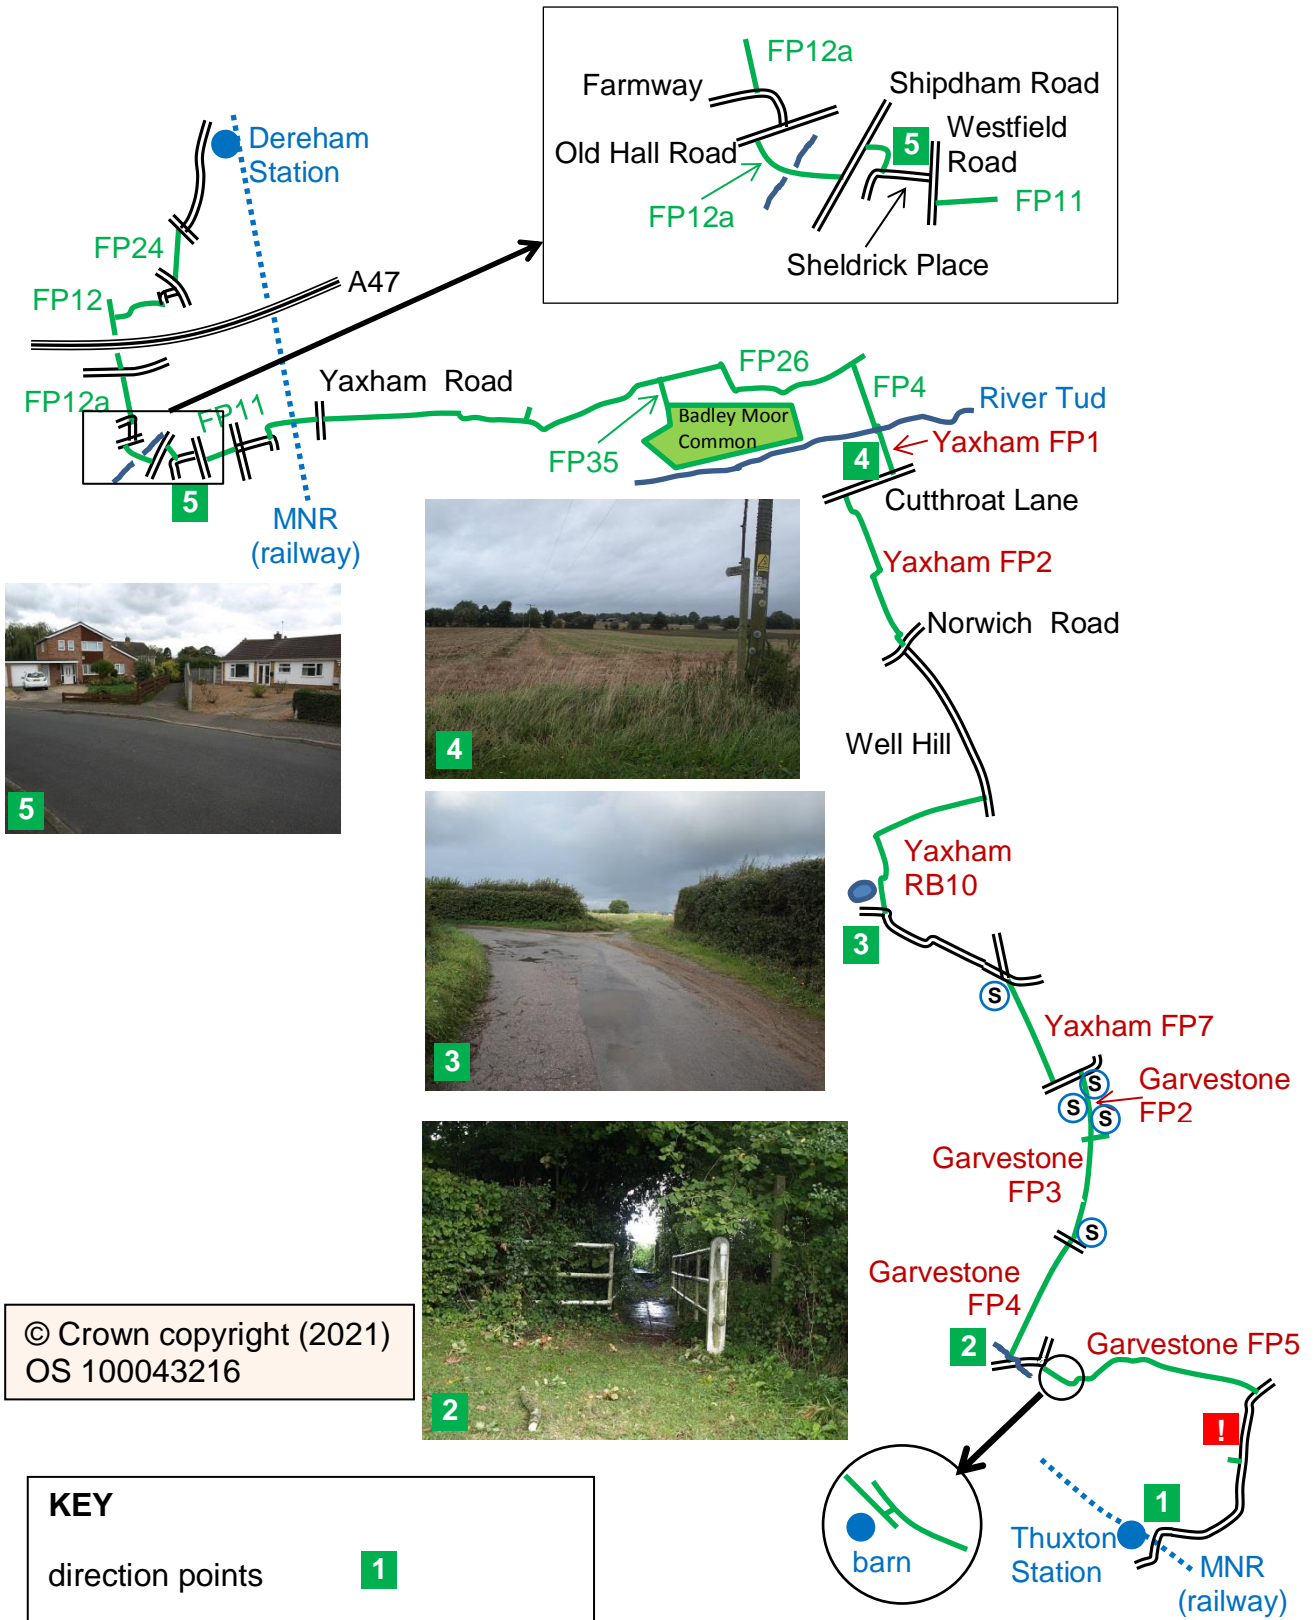 FP12a
Farmway
Shipdham Road
5
Westfield
Road
Old Hall Road
FP12a
FP11
Sheldrick Place
Dereham
Station
FP24
FP12
A47
FP12a
FP11
Yaxham Road
FP26
FP4
River Tud
Badley Moor
Common
Yaxham FP1
FP35
4
5
Cutthroat Lane
MNR
(railway)
Yaxham FP2
Norwich Road
Well Hill
4
5
Yaxham
RB10
3
S
Yaxham FP7
3
S
Garvestone
FP2
S
S
Garvestone
FP3
S
Garvestone
FP4
2
Garvestone FP5
© Crown copyright (2021)
OS 100043216
2
!
KEY
direction points
1
barn
1
Thuxton
Station
MNR
(railway)